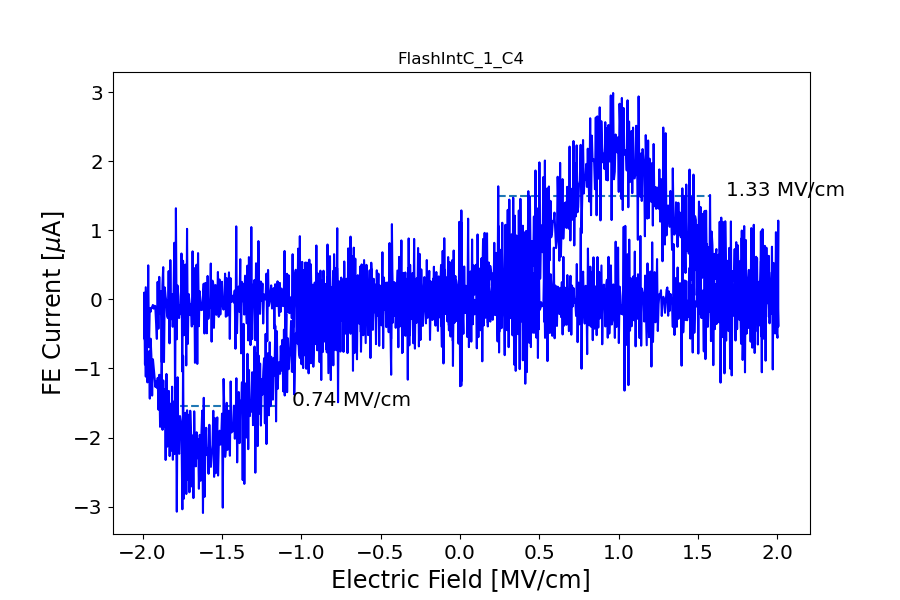 FlashIntC_1_C4
3
2
1
0
−1
−2
−3
FE Current [μA]
1.33 MV/cm
0.74 MV/cm
−2.0 −1.5 −1.0 −0.5 0.0 0.5 1.0 1.5 2.0
Electric Field [MV/cm]